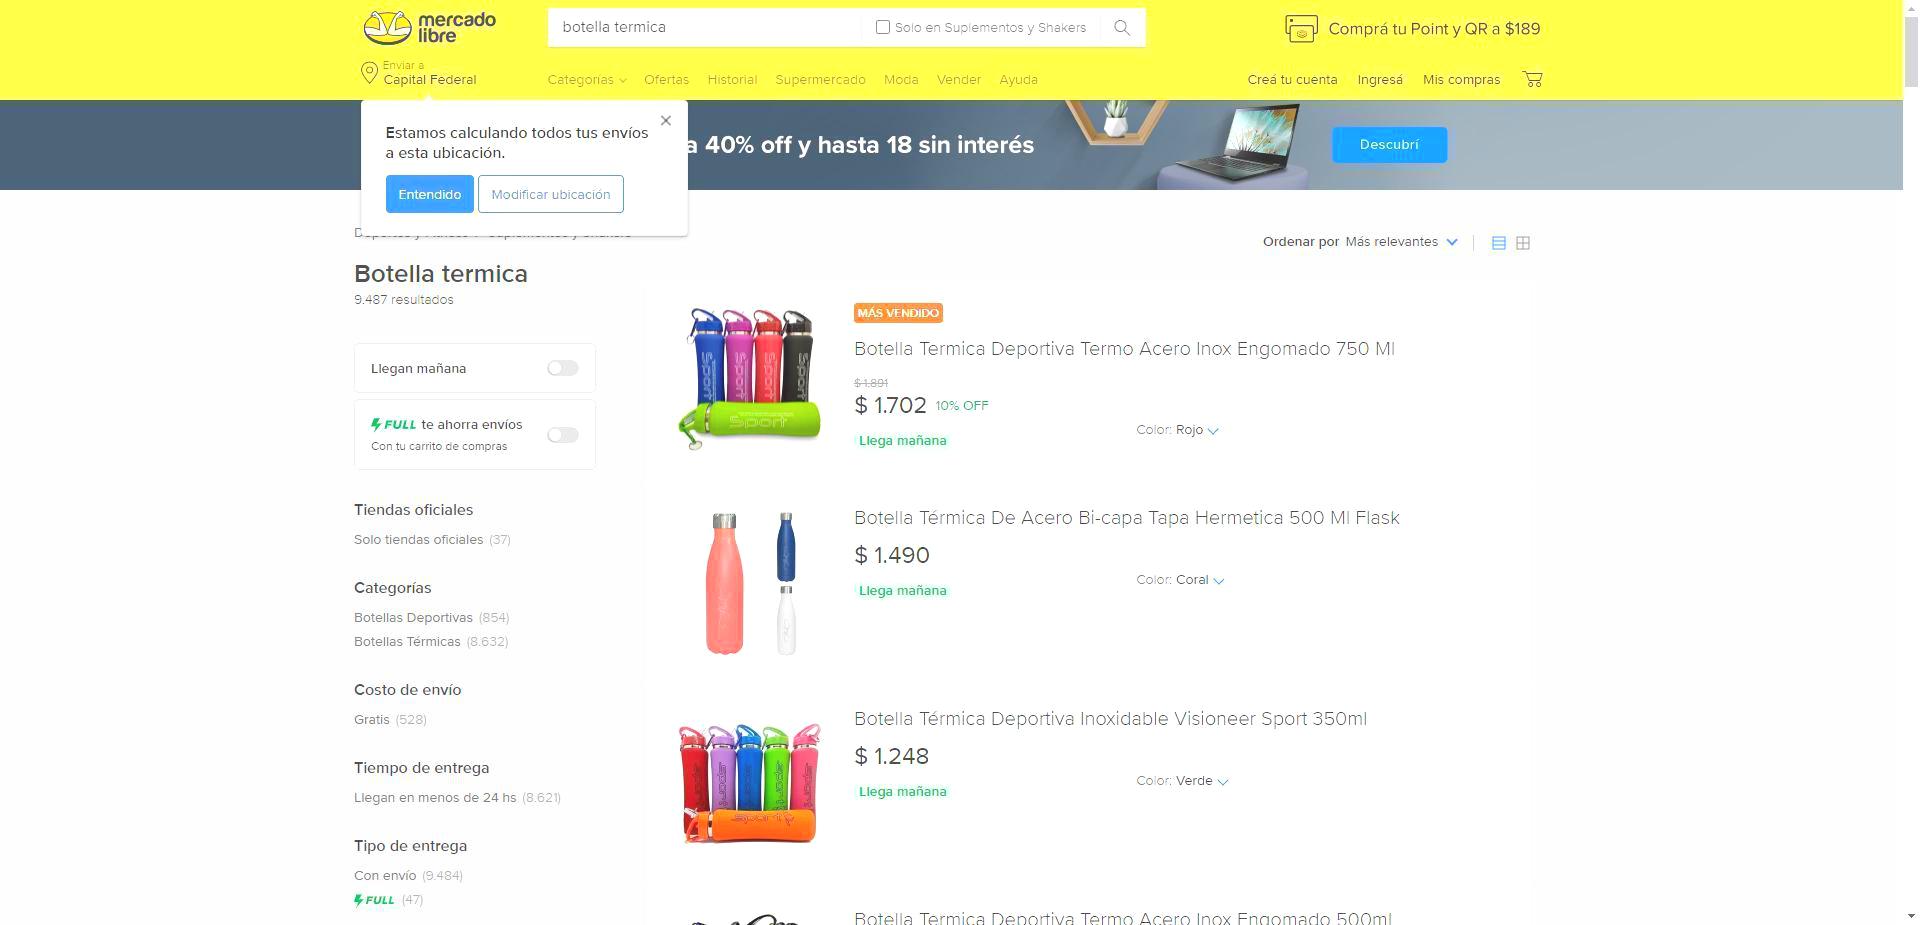 mercado
libre
botella termica
Solo en Suplementos y Shakers
Comprá tu Point y QR a $189
Enviar a
Capital Federal
Categorías
Ofertas
Historial
Supermercado
Moda
Vender
Ayuda
Creá tu cuenta
Ingresá
Mis compras
Estamos calculando todos tus envíos
a esta ubicación.
Entendido
Modificar ubicación
a 40% off y hasta 18 sin interés
Descubrí
Ordenar por Más relevantes
Botella termica
9.487 resultados
Llegan mañana
FULL te ahorra envíos
Con tu carrito de compras
Tiendas oficiales
Solo tiendas oficiales (37)
Categorías
Botellas Deportivas (854)
Botellas Térmicas (8.632)
Costo de envío
Gratis (528)
Tiempo de entrega
Llegan en menos de 24 hs (8.621)
Tipo de entrega
Con envío (9.484)
FULL (47)
MÁS VENDIDO
Botella Termica Deportiva Termo Acero Inox Engomado 750 Ml
$ 1.891
$ 1.702 10% OFF
Llega mañana
Color: Rojo
Sport
Sport
Sport
Sport
Sport
Botella Térmica De Acero Bi-capa Tapa Hermetica 500 Ml Flask
$ 1.490
Llega mañana
Color: Coral
Botella Térmica Deportiva Inoxidable Visioneer Sport 350ml
$ 1.248
Llega mañana
Color: Verde
Botella Termica Deportiva Termo Acero Inox Engomado 500ml